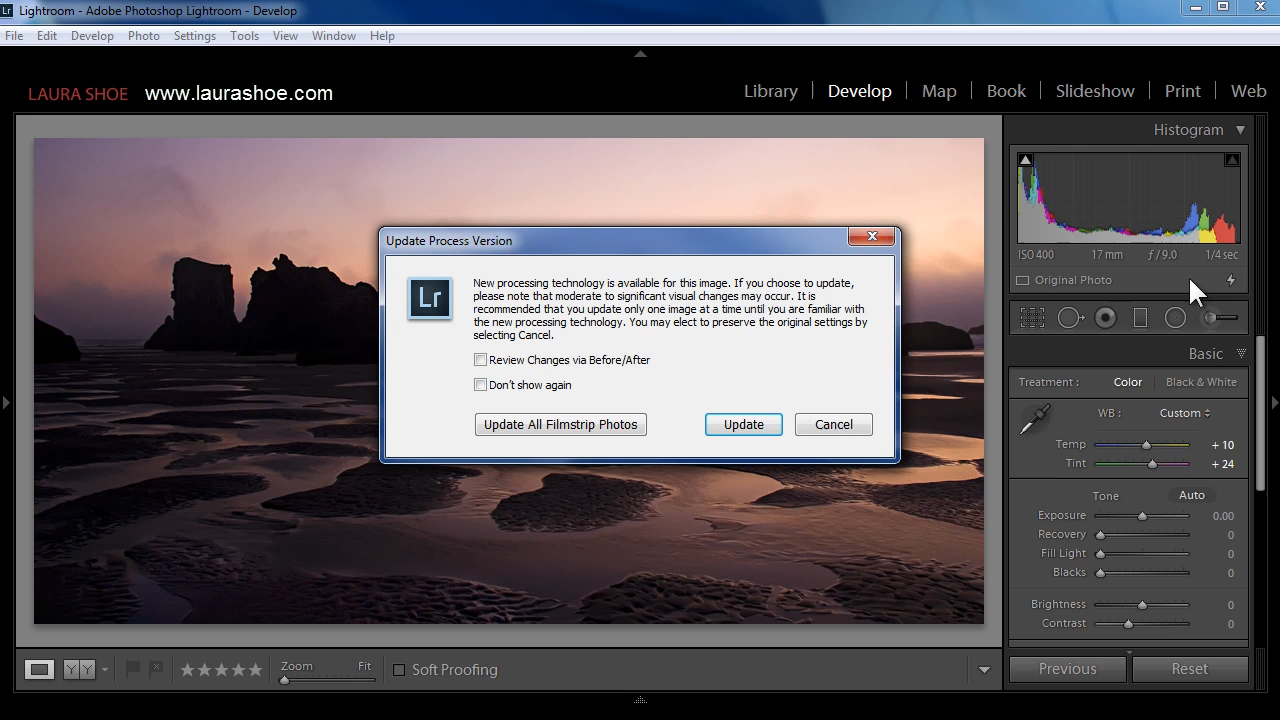 Lr Lightroom - Adobe Photoshop Lightroom - Develop
File Edit Develop Photo Settings Tools View Window Help
LAURA SHOE www.laurashoe.com
Library Develop Map Book Slideshow Print Web
Histogram
ISO 400 17 mm ƒ / 9.0 1/4 sec
Original Photo
Basic
Treatment : Color Black & White
WB : Custom
Temp + 10
Tint + 24
Tone Auto
Exposure 0.00
Recovery 0
Fill Light 0
Blacks 0
Brightness 0
Contrast 0
Previous Reset
Update Process Version
Lr
New processing technology is available for this image. If you choose to update,
please note that moderate to significant visual changes may occur. It is
recommended that you update only one image at a time until you are familiar with
the new processing technology. You may elect to preserve the original settings by
selecting Cancel.
Review Changes via Before/After
Don't show again
Update All Filmstrip Photos Update Cancel
YY Zoom Fit Soft Proofing